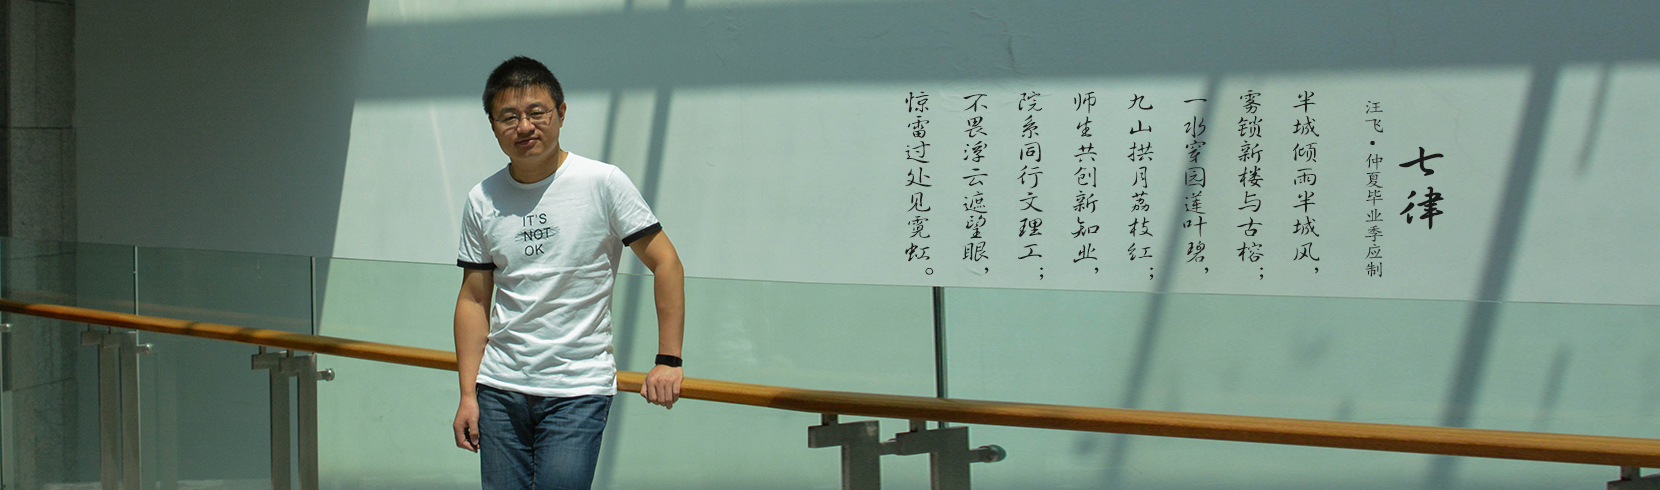 七律
汪飞·仲夏毕业季应制
半城倾雨半城风，
雾锁新楼与古榕；
一水穿园莲叶碧，
九山拱月荔枝红；
师生共创新知业，
院系同行文理工；
不畏浮云遮望眼，
惊雷过处见霓虹。
IT'S
NOT
OK